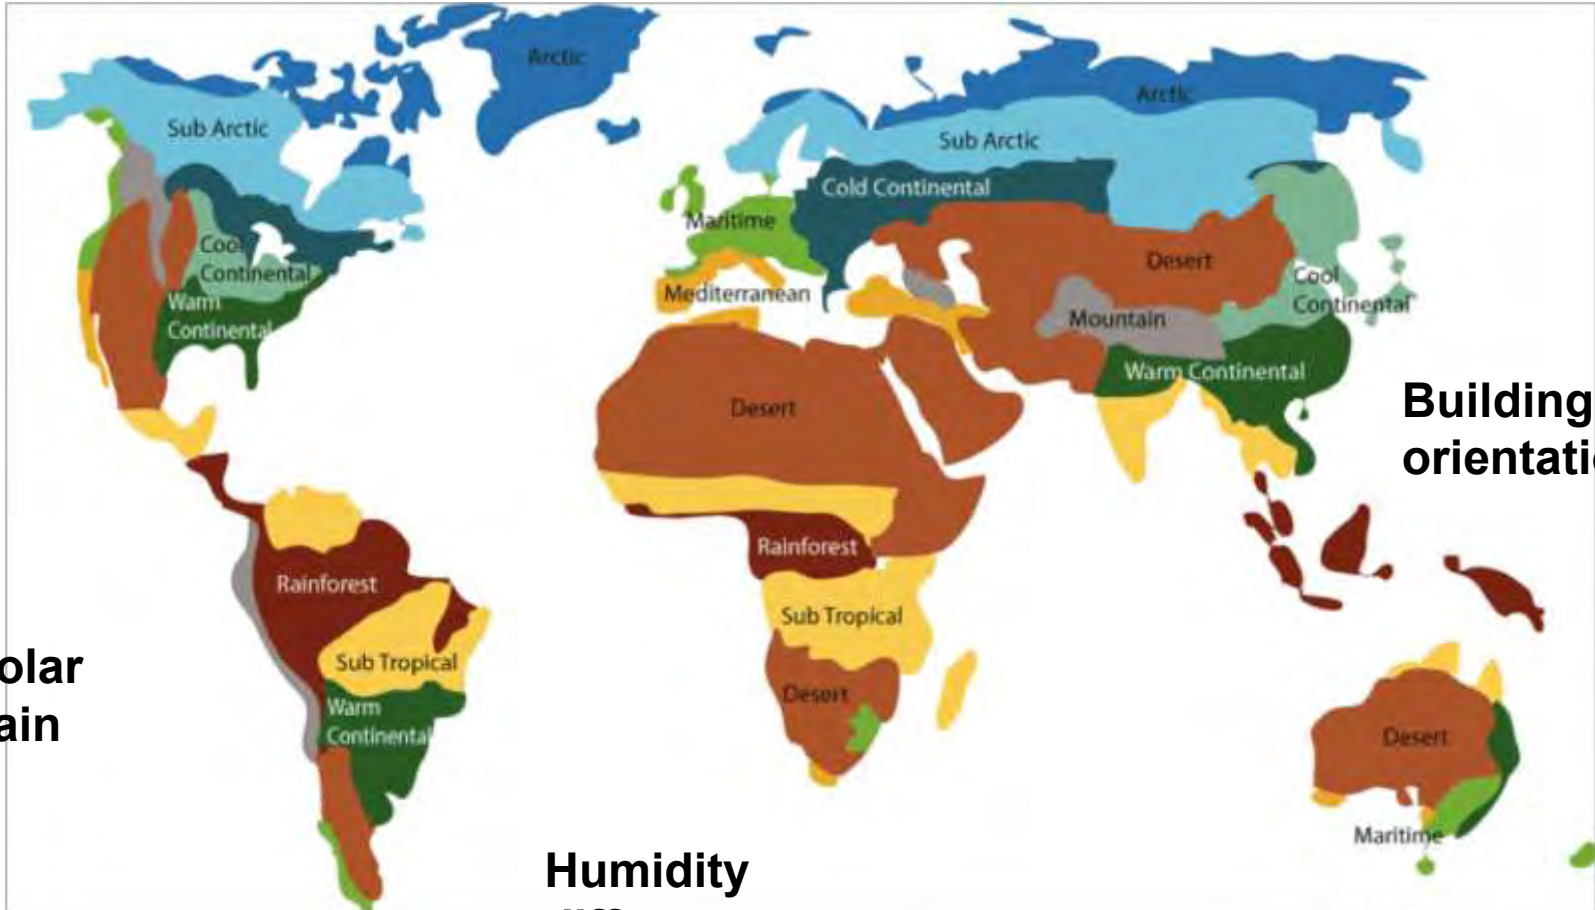 Arctic
Arctic
Sub Arctic
Sub Arctic
Cold Continental
Maritime
Cool
Continental
Desert
Cool
Continental
Mediterranean
Warm
Continental
Mountain
Warm Continental
Desert
Building
orientati
Rainforest
Rainforest
Sub Tropical
Sub Tropical
olar
ain
Desert
Warm
Continental
Desert
Maritime
Humidity